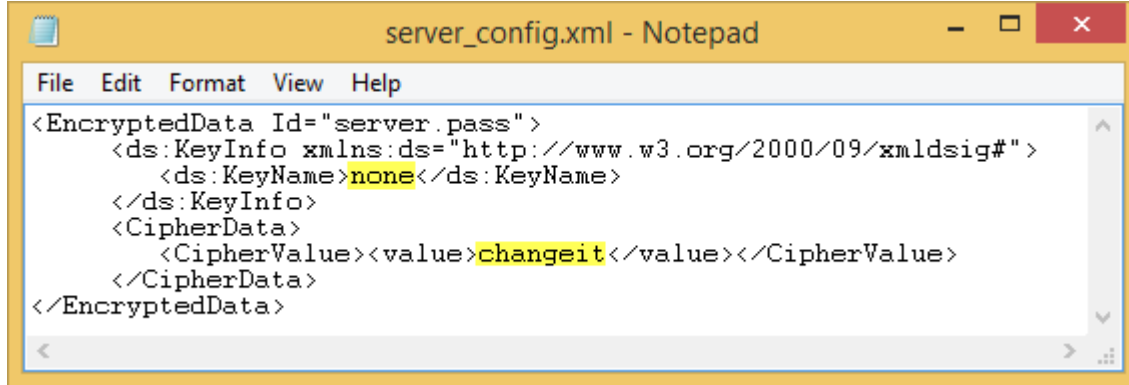 server_config.xml - Notepad
File Edit Format View Help
<EncryptedData Id="server.pass">
<ds:KeyInfo xmlns:ds="http://www.w3.org/2000/09/xmldsig#">
<ds:KeyName>none</ds:KeyName>
</ds:KeyInfo>
<CipherData>
<CipherValue><value>changeit</value></CipherValue>
</CipherData>
</EncryptedData>